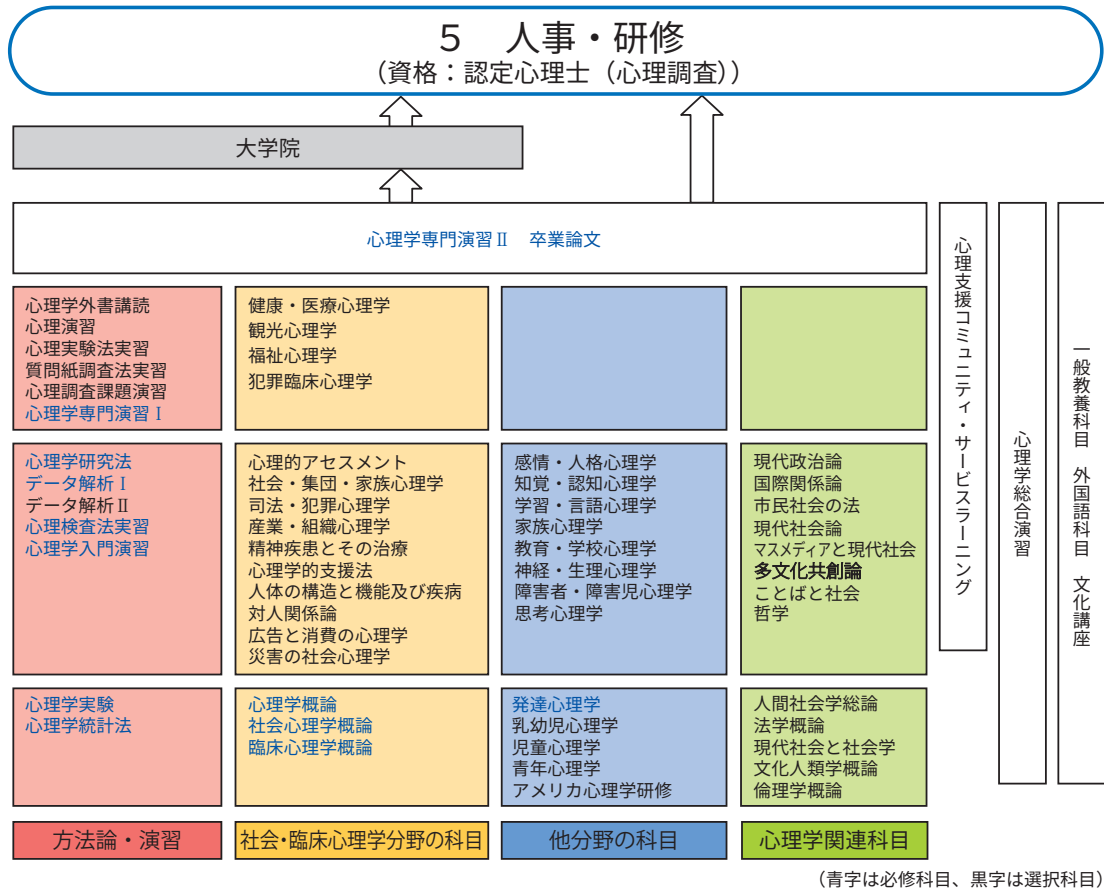 5 人事・研修
(資格：認定心理士（心理調査))
大学院
心理学専門演習Ⅱ 卒業論文
心理学外書講読
心理演習
心理実験法実習
質問紙調査法実習
心理調査課題演習
心理学専門演習Ⅰ
健康・医療心理学
観光心理学
福祉心理学
犯罪臨床心理学
心理学研究法
データ解析Ⅰ
データ解析Ⅱ
心理検査法実習
心理学入門演習
心理的アセスメント
社会・集団・家族心理学
司法・犯罪心理学
産業・組織心理学
精神疾患とその治療
心理学的支援法
人体の構造と機能及び疾病
対人関係論
広告と消費の心理学
災害の社会心理学
感情・人格心理学
知覚・認知心理学
学習・言語心理学
家族心理学
教育・学校心理学
神経・生理心理学
障害者・障害児心理学
思考心理学
現代政治論
国際関係論
市民社会の法
現代社会論
マスメディアと現代社会
多文化共創論
ことばと社会
哲学
心理学実験
心理学統計法
心理学概論
社会心理学概論
臨床心理学概論
発達心理学
乳幼児心理学
児童心理学
青年心理学
アメリカ心理学研修
人間社会学総論
法学概論
現代社会と社会学
文化人類学概論
倫理学概論
方法論・演習
社会・臨床心理学分野の科目
他分野の科目
心理学関連科目
心理支援コミュニティ・サービスラーニング
心理学総合演習
一般教養科目 外国語科目 文化講座
(青字は必修科目、黒字は選択科目)